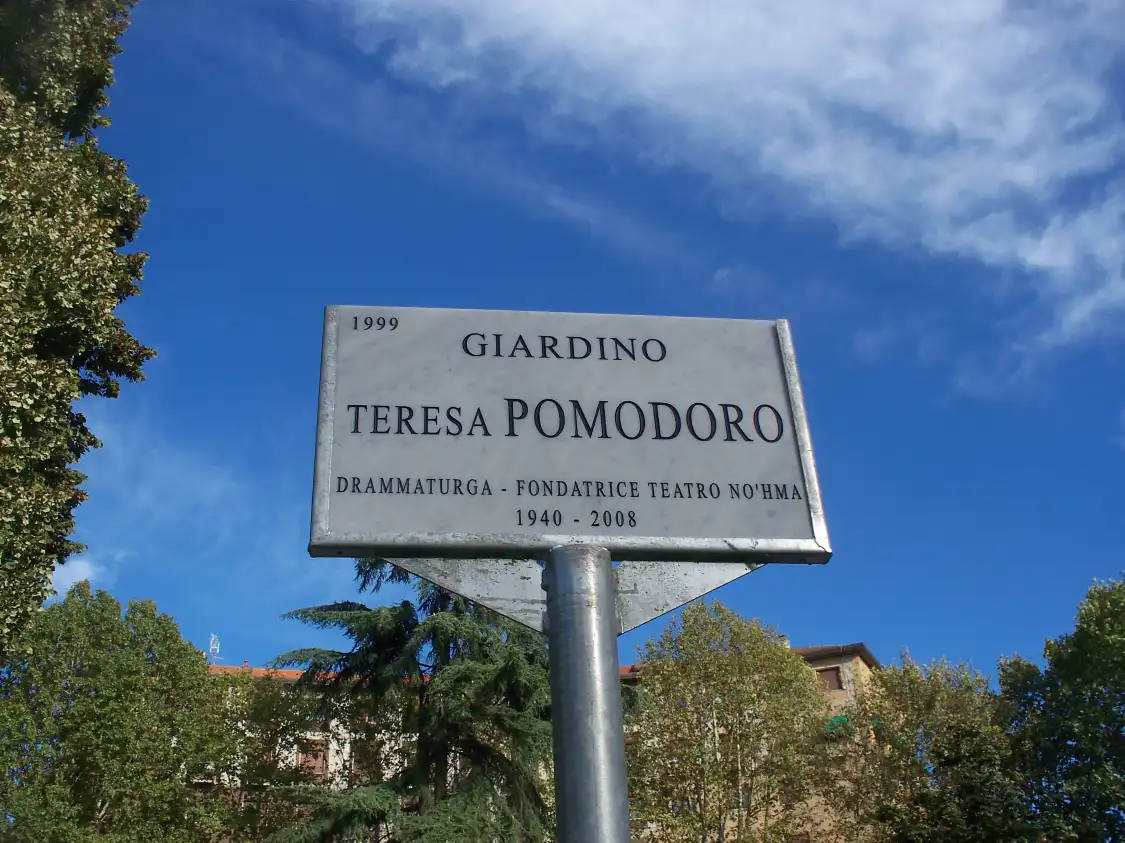 1999
GIARDINO
TERESA POMODORO
DRAMMATURGA - FONDATRICE TEATRO NO'HMA
1940 - 2008